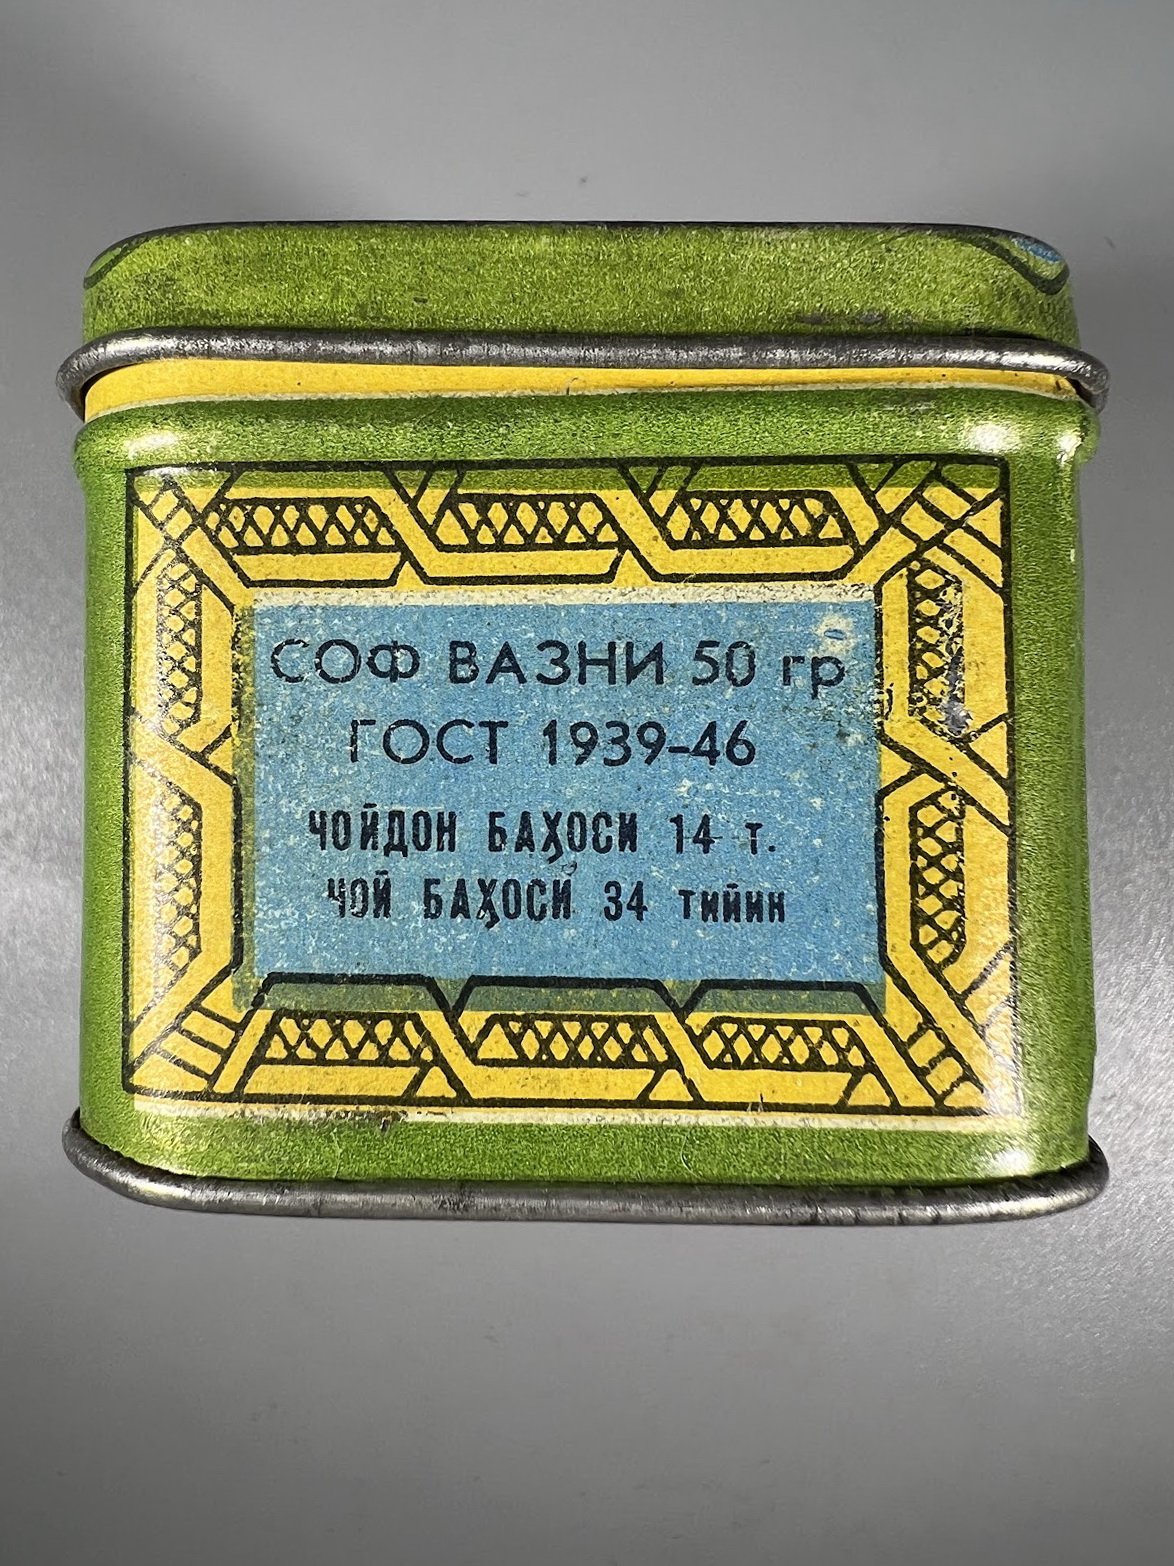 СОФ ВАЗНИ 50 гр
ГОСТ 1939-46
ЧОЙДОН БАҲОСИ 14 т.
ЧОЙ БАҲОСИ 34 тийин